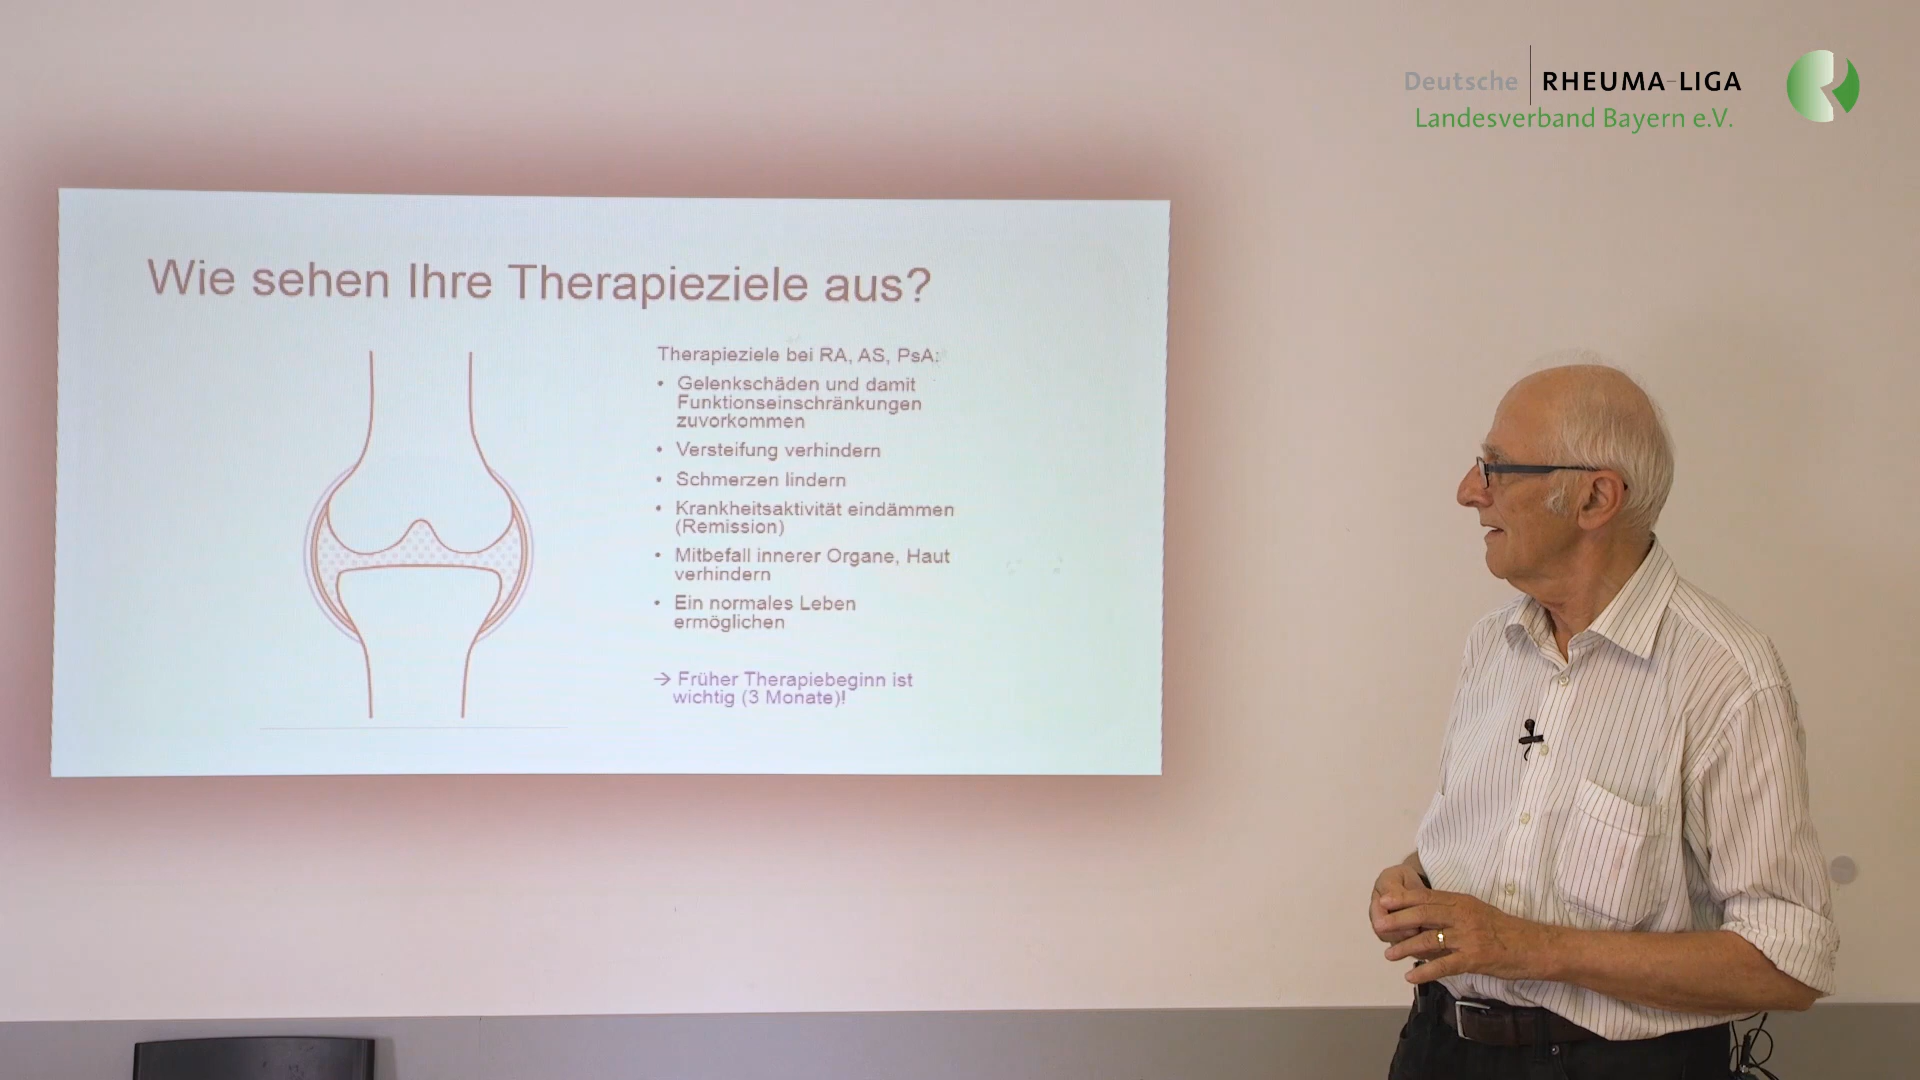 Deutsche RHEUMA-LIGA
Landesverband Bayern e.V.
Wie sehen Ihre Therapieziele aus?
Therapieziele bei RA, AS, PsA:
• Gelenkschäden und damit
Funktionseinschränkungen
zuvorkommen
• Versteifung verhindern
• Schmerzen lindern
• Krankheitsaktivität eindämmen
(Remission)
• Mitbefall innerer Organe, Haut
verhindern
• Ein normales Leben
ermöglichen
→ Früher Therapiebeginn ist
wichtig (3 Monate)!